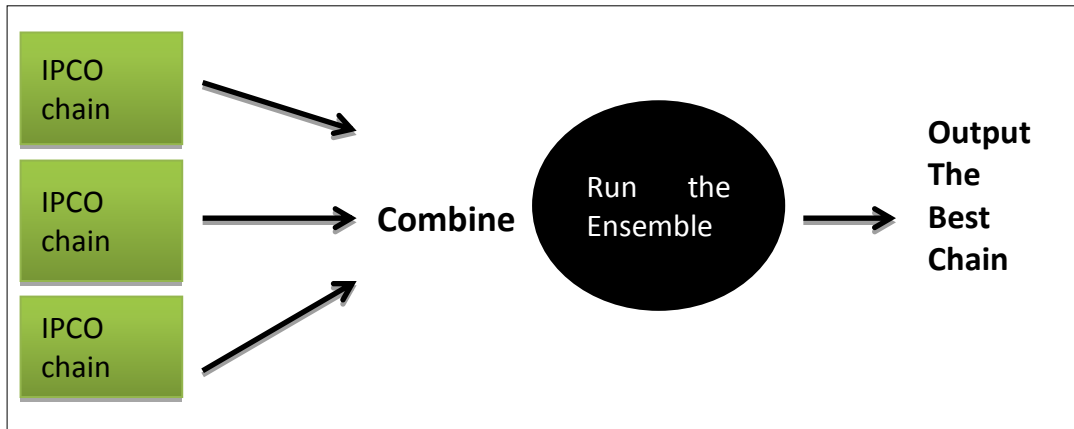 IPCO
chain
IPCO
chain
IPCO
chain
Combine
Run the
Ensemble
Output
The
Best
Chain